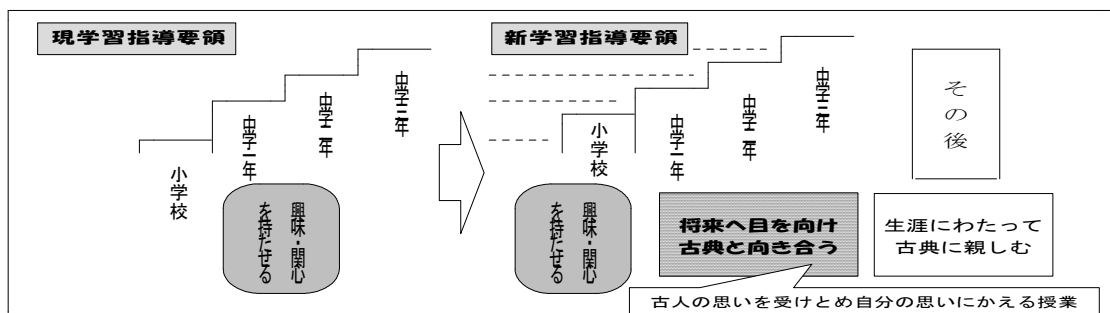 現学習指導要領
小学校
中学一年
中学二年
中学三年
興味・関心
を持たせる
新学習指導要領
小学校
中学一年
中学二年
中学三年
その後
興味・関心
を持たせる
将来へ目を向け
古典と向き合う
生涯にわたって
古典に親しむ
古人の思いを受けとめ自分の思いにかえる授業